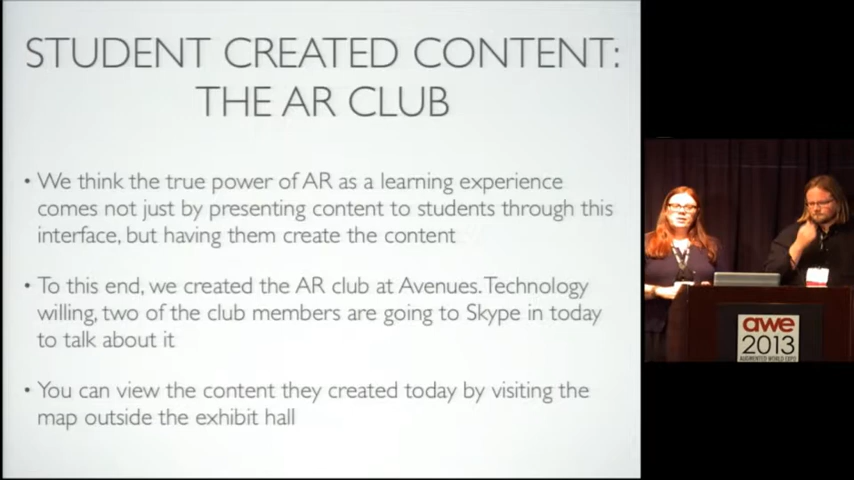 STUDENT CREATED CONTENT:
THE AR CLUB
• We think the true power of AR as a learning experience
comes not just by presenting content to students through this
interface, but having them create the content
• To this end, we created the AR club at Avenues. Technology
willing, two of the club members are going to Skype in today
to talk about it
• You can view the content they created today by visiting the
map outside the exhibit hall
awe
2013
AUGMENTED WORLD EXPO